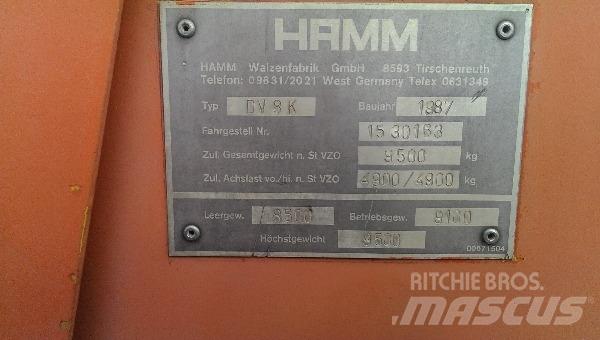 HAMM
HAMM Walzenfabrik GmbH 8593 Tirschenreuth
Telefon: 09631/2021 West Germany Telex 0631349
Typ DV 8 K Baujahr 1987
Fahrgestell Nr. 15 30163
Zul. Gesamtgewicht n. St VZO 9500 kg
Zul. Achslast vo./hi. n. St VZO 4900/4900 kg
Leergew. 8500 Betriebsgew. 9100
Höchstgewicht 9500
00671504
RITCHIE BROS.
MASCUS